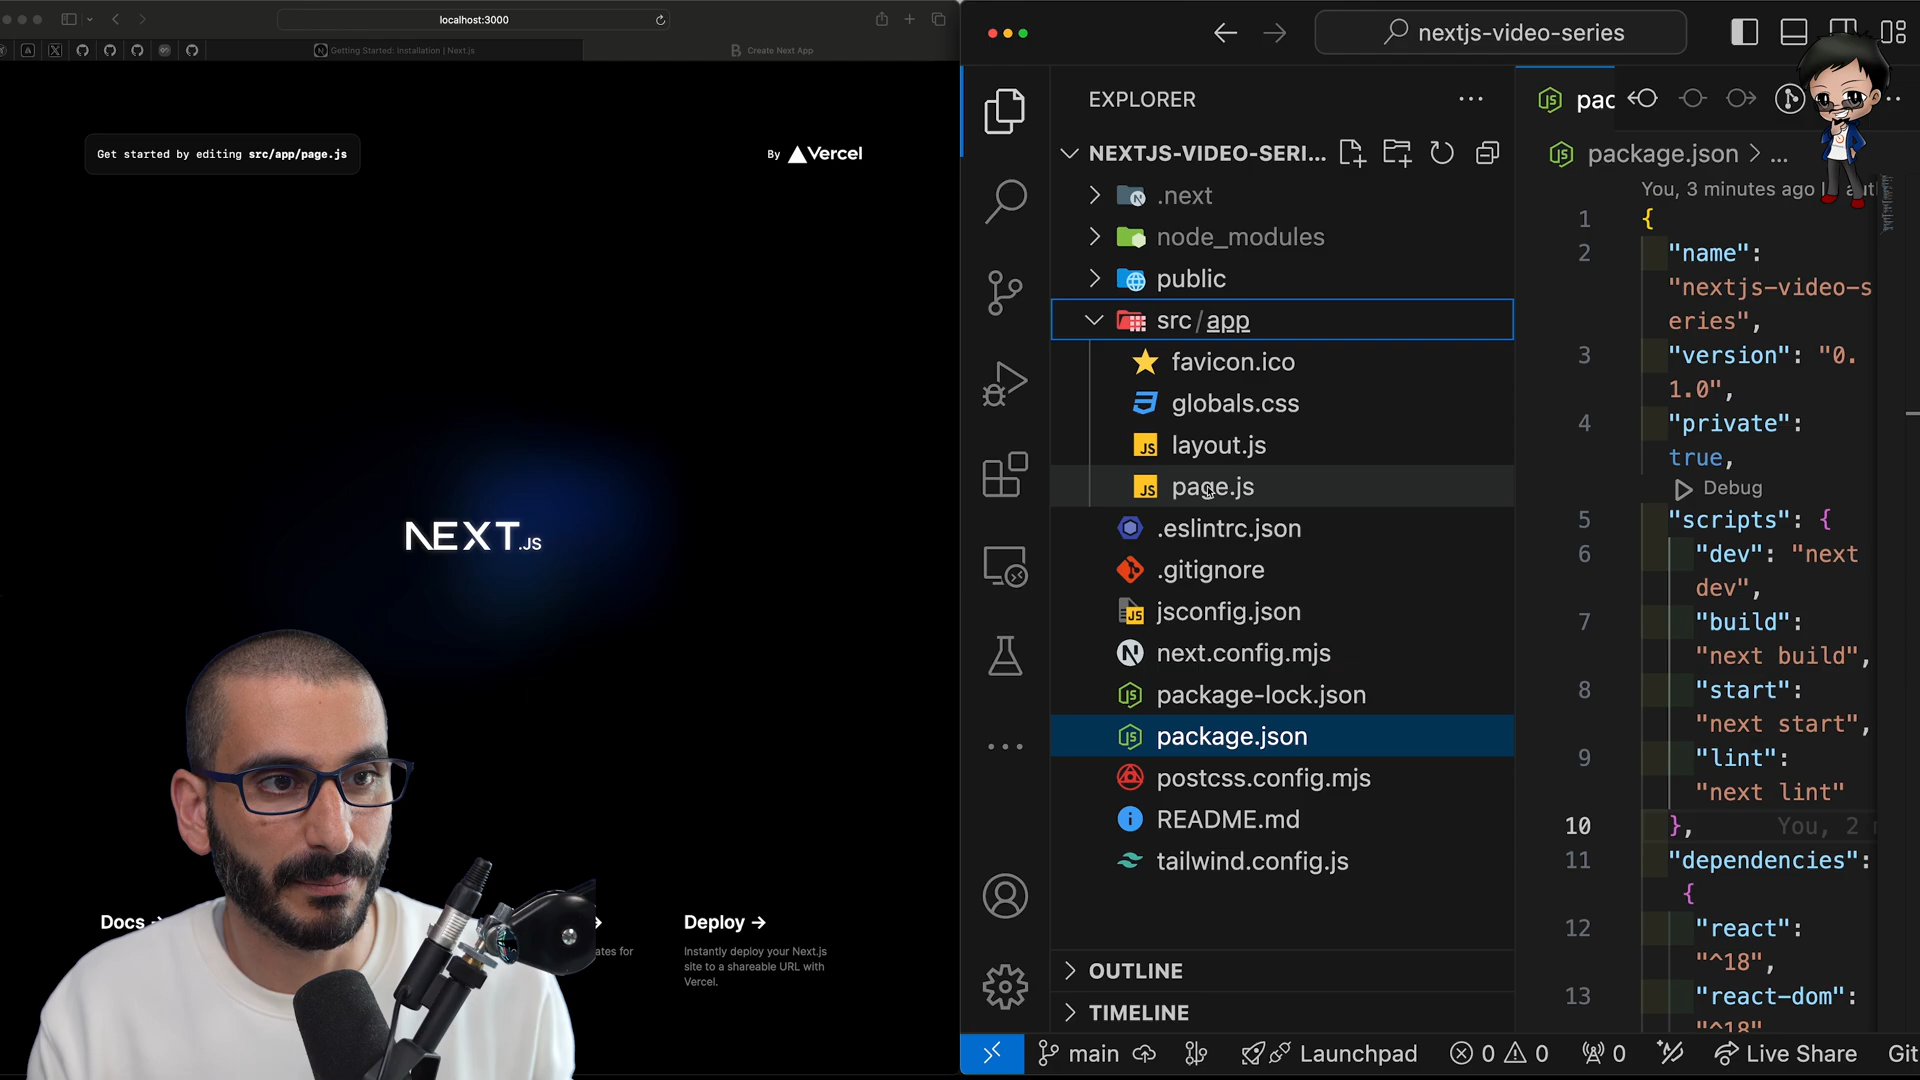 localhost:3000
Getting Started: Installation | Next.js
Create Next App
Get started by editing src/app/page.js
By Vercel
NEXT.JS
Docs
ates for
Deploy →
Instantly deploy your Next.js
site to a shareable URL with
Vercel.
nextjs-video-series
EXPLORER
NEXTJS-VIDEO-SERI...
.next
node_modules
public
src/app
favicon.ico
globals.css
layout.js
page.js
.eslintrc.json
.gitignore
jsconfig.json
next.config.mjs
package-lock.json
package.json
postcss.config.mjs
README.md
tailwind.config.js
OUTLINE
TIMELINE
pac
package.json > ...
You, 3 minutes ago
1 {
2 "name":
"nextjs-video-s
eries",
3 "version": "0.
1.0",
4 "private":
true,
Debug
5 "scripts": {
6 "dev": "next
dev",
7 "build":
"next build",
8 "start":
"next start",
9 "lint":
"next lint"
10 }, You, 2
11 "dependencies":
{
12 "react":
"^18",
13 "react-dom":
"^18"
main
Launchpad
0
0
0
Live Share
Git